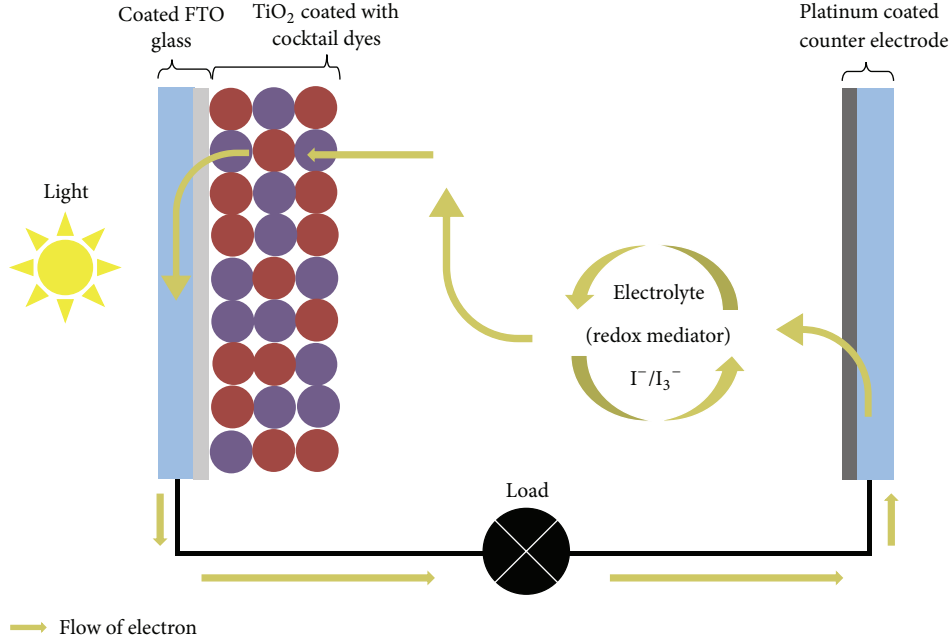 Coated FTO
glass
TiO₂ coated with
cocktail dyes
Platinum coated
counter electrode
Light
Electrolyte
(redox mediator)
I⁻/I₃⁻
Load
Flow of electron